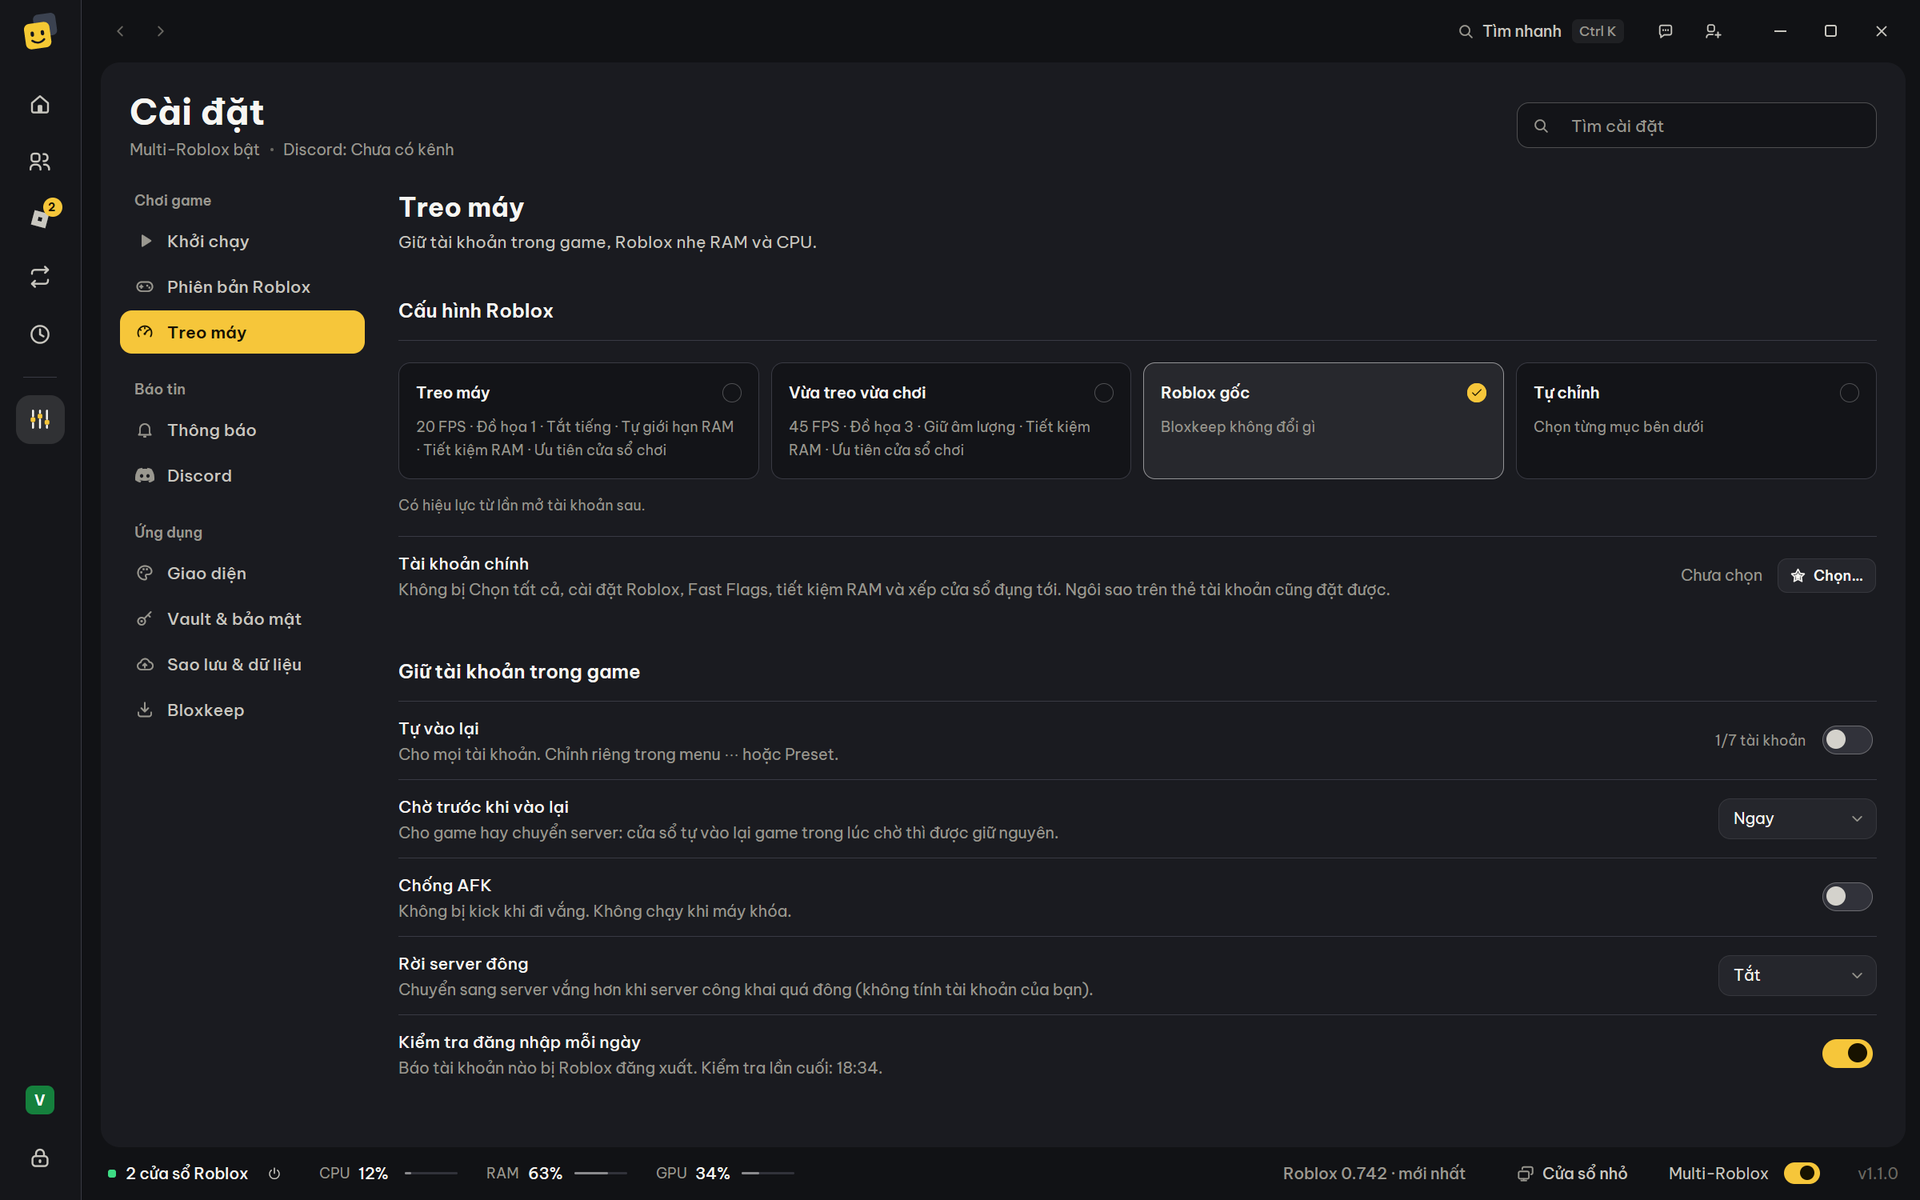 Tìm nhanh
Ctrl K
Cài đặt
Multi-Roblox bật • Discord: Chưa có kênh
Tìm cài đặt
2
Chơi game
Khởi chạy
Phiên bản Roblox
Treo máy
Báo tin
Thông báo
Discord
Ứng dụng
Giao diện
Vault & bảo mật
Sao lưu & dữ liệu
Bloxkeep
Treo máy
Giữ tài khoản trong game, Roblox nhẹ RAM và CPU.
Cấu hình Roblox
Treo máy
20 FPS · Đồ họa 1 · Tắt tiếng · Tự giới hạn RAM
· Tiết kiệm RAM · Ưu tiên cửa sổ chơi
Vừa treo vừa chơi
45 FPS · Đồ họa 3 · Giữ âm lượng · Tiết kiệm
RAM · Ưu tiên cửa sổ chơi
Roblox gốc
Bloxkeep không đổi gì
Tự chỉnh
Chọn từng mục bên dưới
Có hiệu lực từ lần mở tài khoản sau.
Tài khoản chính
Không bị Chọn tất cả, cài đặt Roblox, Fast Flags, tiết kiệm RAM và xếp cửa sổ đụng tới. Ngôi sao trên thẻ tài khoản cũng đặt được.
Chưa chọn
Chọn...
Giữ tài khoản trong game
Tự vào lại
Cho mọi tài khoản. Chỉnh riêng trong menu ··· hoặc Preset.
1/7 tài khoản
Chờ trước khi vào lại
Cho game hay chuyển server: cửa sổ tự vào lại game trong lúc chờ thì được giữ nguyên.
Ngay
Chống AFK
Không bị kick khi đi vắng. Không chạy khi máy khóa.
Rời server đông
Chuyển sang server vắng hơn khi server công khai quá đông (không tính tài khoản của bạn).
Tắt
Kiểm tra đăng nhập mỗi ngày
Báo tài khoản nào bị Roblox đăng xuất. Kiểm tra lần cuối: 18:34.
V
2 cửa sổ Roblox
CPU 12%
RAM 63%
GPU 34%
Roblox 0.742 · mới nhất
Cửa sổ nhỏ
Multi-Roblox
v1.1.0